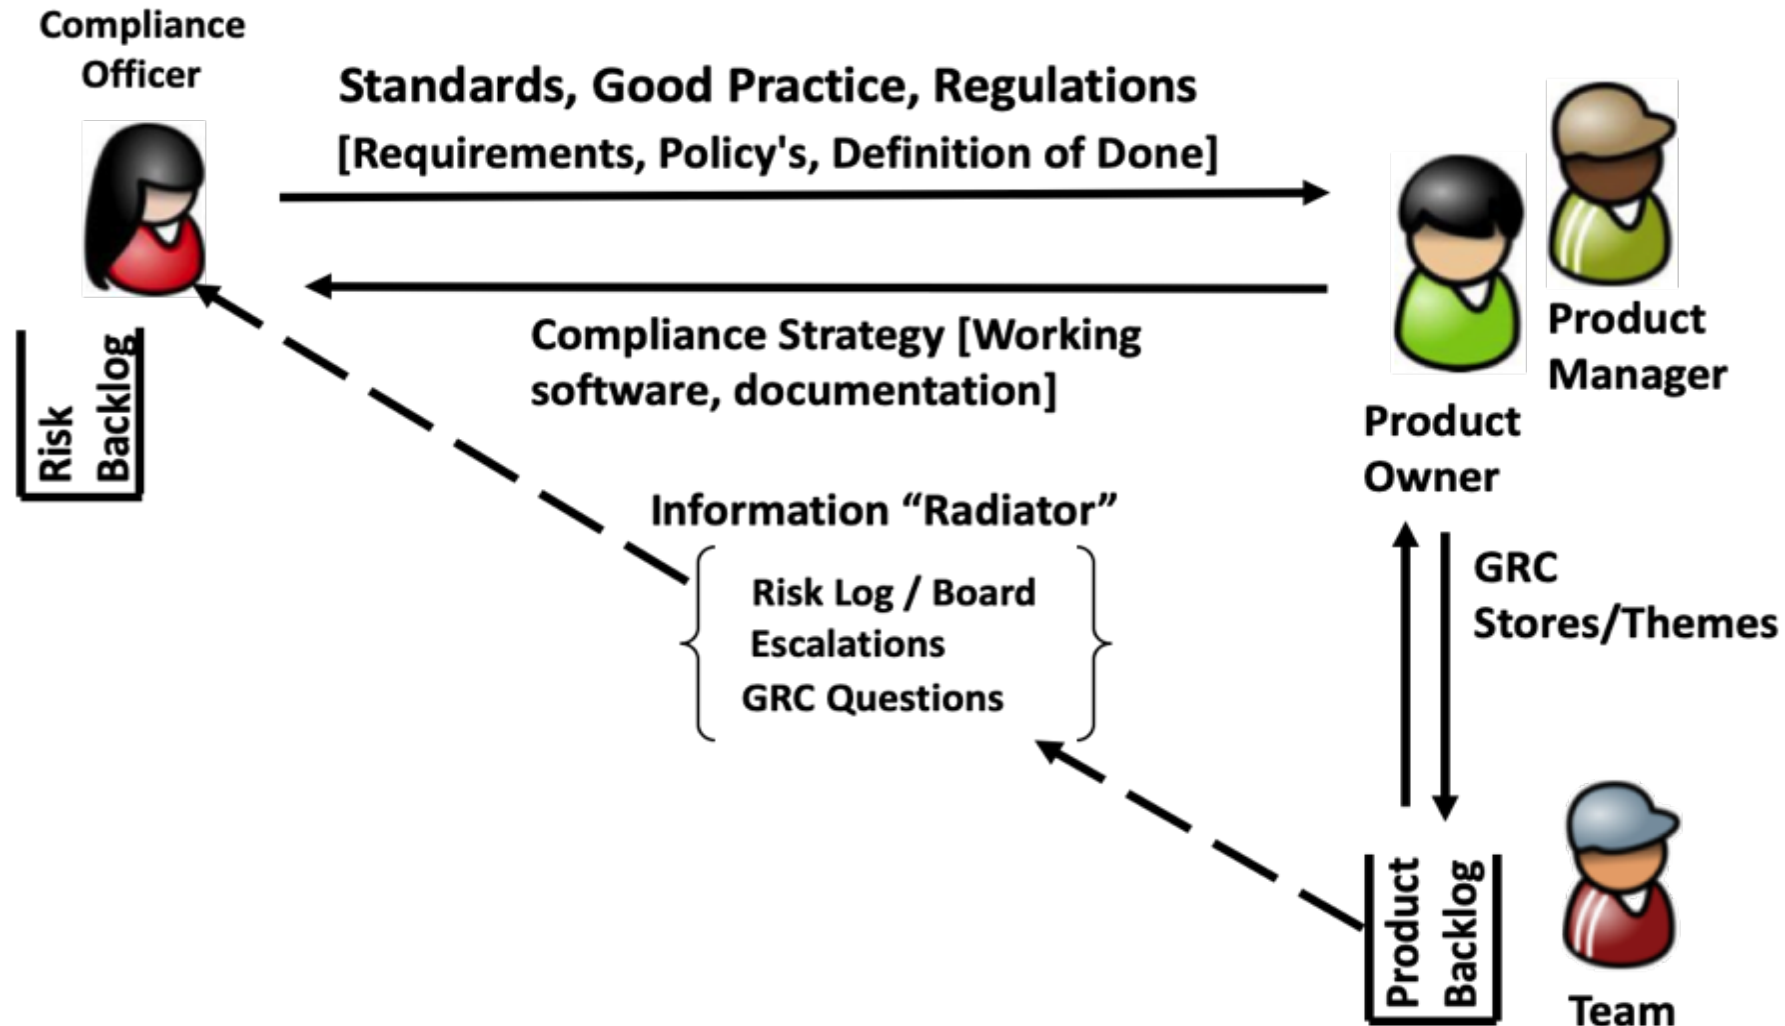 Compliance
Officer
Standards, Good Practice, Regulations
[Requirements, Policy's, Definition of Done]
Compliance Strategy [Working
software, documentation]
Product
Manager
Product
Owner
Risk
Backlog
Information “Radiator”
Risk Log / Board
Escalations
GRC Questions
GRC
Stores/Themes
Product
Backlog
Team